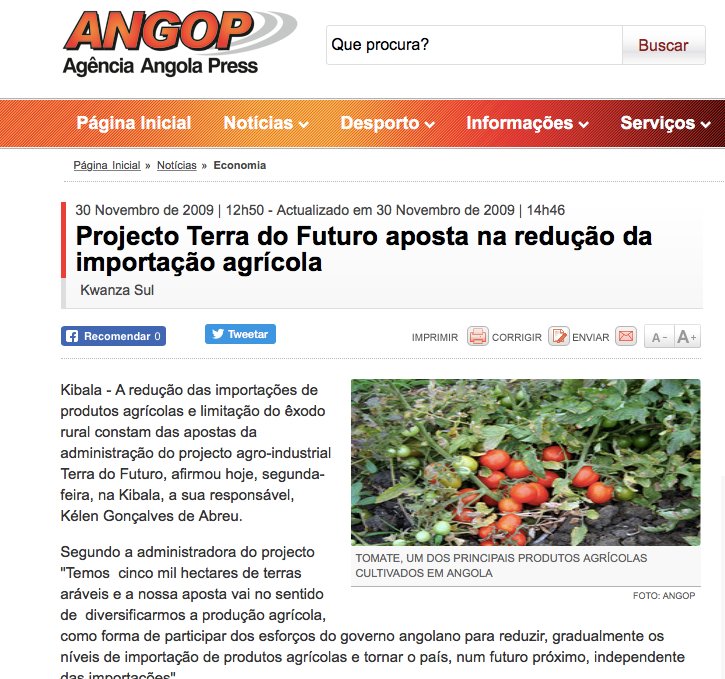 ANGOP
Agência Angola Press
Que procura?
Buscar
Página Inicial
Notícias
Desporto
Informações
Serviços
Página Inicial » Notícias » Economia
30 Novembro de 2009 | 12h50 - Actualizado em 30 Novembro de 2009 | 14h46
Projecto Terra do Futuro aposta na redução da
importação agrícola
Kwanza Sul
Recomendar 0
Tweetar
IMPRIMIR
CORRIGIR
ENVIAR
A-
A+
Kibala - A redução das importações de
produtos agrícolas e limitação do êxodo
rural constam das apostas da
administração do projecto agro-industrial
Terra do Futuro, afirmou hoje, segunda-
feira, na Kibala, a sua responsável,
Kélen Gonçalves de Abreu.
TOMATE, UM DOS PRINCIPAIS PRODUTOS AGRÍCOLAS
CULTIVADOS EM ANGOLA
FOTO: ANGOP
Segundo a administradora do projecto
"Temos  cinco mil hectares de terras
aráveis e a nossa aposta vai no sentido
de  diversificarmos a produção agrícola,
como forma de participar dos esforços do governo angolano para reduzir, gradualmente os
níveis de importação de produtos agrícolas e tornar o país, num futuro próximo, independente
das importações"